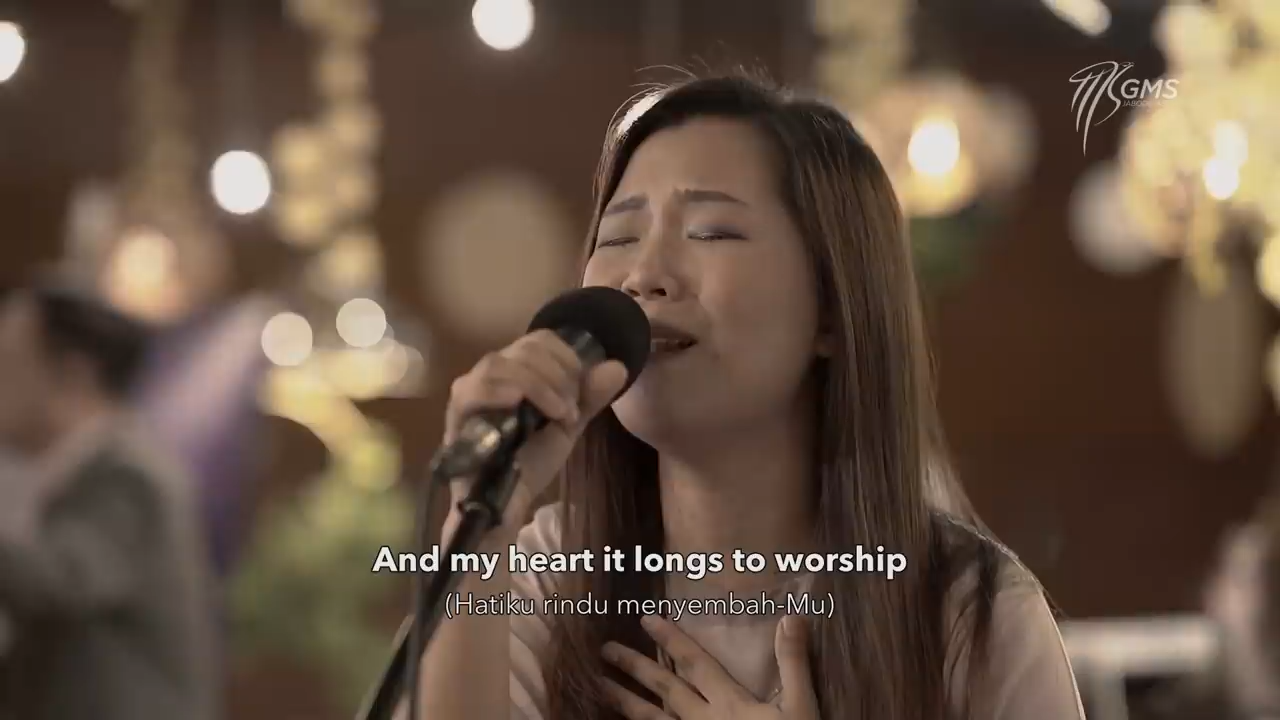 GMS
And my heart it longs to worship
(Hatiku rindu menyembah-Mu)